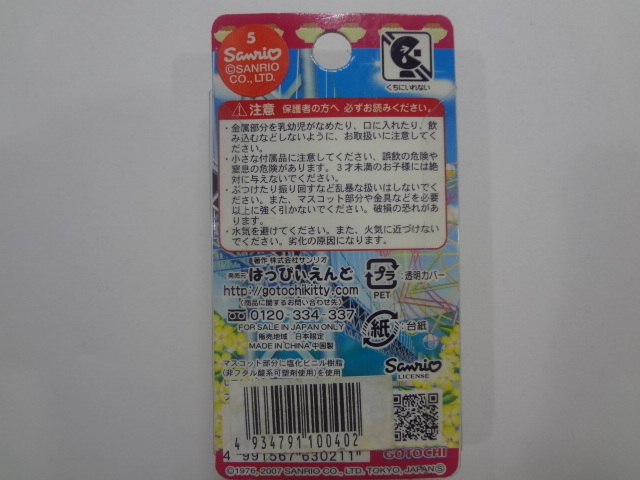 5
Sanrio
©SANRIO
CO., LTD.
くちにいれない
⚠注意 保護者の方へ 必ずお読みください。
・金属部分を乳幼児がなめたり、口に入れたり、飲
み込むなどしないように、お取扱いに注意してく
ださい。
・小さな付属品に注意してください。誤飲の危険や
窒息の危険があります。3才未満のお子様には絶
対に与えないでください。
・ぶつけたり振り回すなど乱暴な扱いはしないでく
ださい。また、マスコット部分や金具などを必要
以上に強く引かないでください。破損の恐れがあ
ります。
・水気を避けてください。また、火気に近づけない
でください。劣化の原因になります。
著作 株式会社サンリオ
発売元 はっぴいえんど
http://gotochikitty.com
(商品に関するお問い合わせ先)
0120-334-337
FOR SALE IN JAPAN ONLY
販売地域:日本限定
MADE IN CHINA 中国製
プラ :透明カバー
PET
紙 :台紙
マスコット部分に塩化ビニル樹脂
(非フタル酸系可塑剤使用)を使用
Sanrio
LICENSE
4 934791 100402
4 991567 630211
GOTOCHI
©1976, 2007 SANRIO CO., LTD. TOKYO, JAPAN Ⓢ